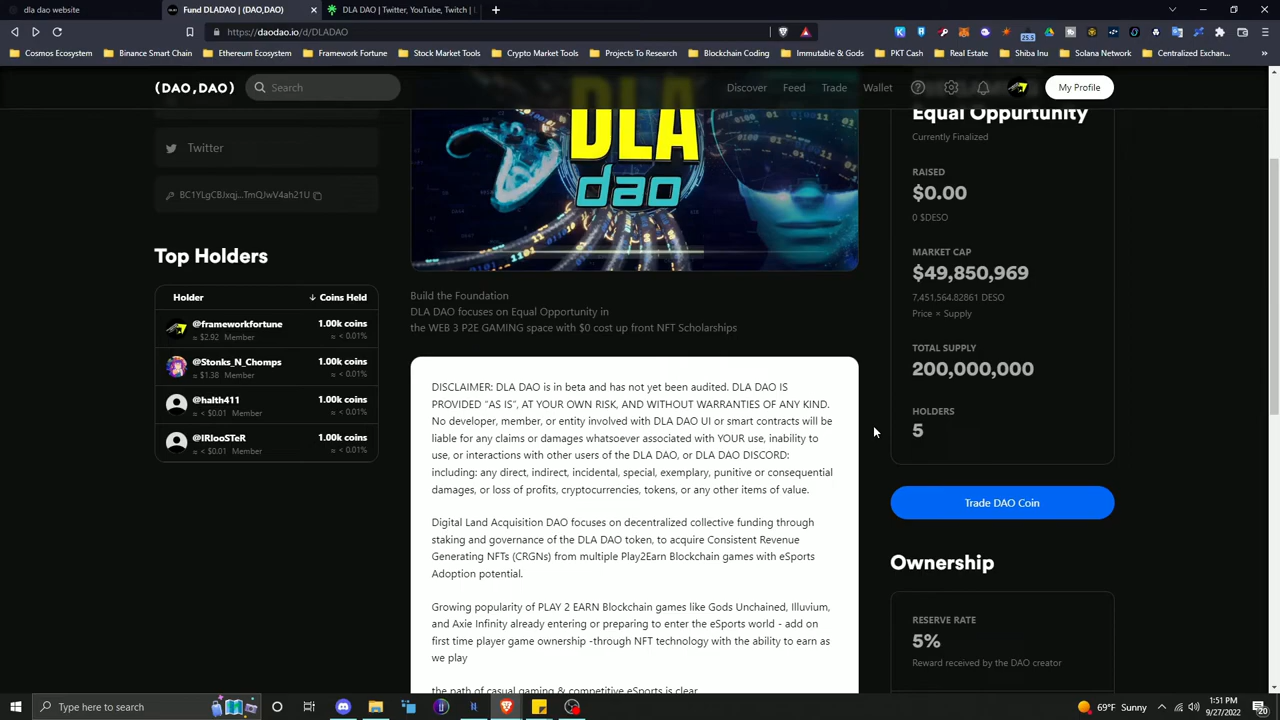 dla dao website
Fund DLADAO | (DAO,DAO)
DLA DAO | Twitter, YouTube, Twitch |
https://daodao.io/d/DLADAO
25.5
Cosmos Ecosystem
Binance Smart Chain
Ethereum Ecosystem
Framework Fortune
Stock Market Tools
Crypto Market Tools
Projects To Research
Blockchain Coding
Immutable & Gods
PKT Cash
Real Estate
Shiba Inu
Solana Network
Centralized Exchan...
(DAO,DAO)
Search
Discover
Feed
Trade
Wallet
My Profile
Twitter
BC1YLgCBJxqj...TmQJwV4ah21U
Top Holders
Holder
↓ Coins Held
@frameworkfortune
1.00k coins
≈ $2.92 Member
≈ < 0.01%
@Stonks_N_Chomps
1.00k coins
≈ $1.38 Member
≈ < 0.01%
@halth411
1.00k coins
≈ < $0.01 Member
≈ < 0.01%
@IRlooSTeR
1.00k coins
≈ < $0.01 Member
≈ < 0.01%
DLA
dao
Build the Foundation
DLA DAO focuses on Equal Opportunity in
the WEB 3 P2E GAMING space with $0 cost up front NFT Scholarships
DISCLAIMER: DLA DAO is in beta and has not yet been audited. DLA DAO IS
PROVIDED "AS IS", AT YOUR OWN RISK, AND WITHOUT WARRANTIES OF ANY KIND.
No developer, member, or entity involved with DLA DAO UI or smart contracts will be
liable for any claims or damages whatsoever associated with YOUR use, inability to
use, or interactions with other users of the DLA DAO, or DLA DAO DISCORD:
including: any direct, indirect, incidental, special, exemplary, punitive or consequential
damages, or loss of profits, cryptocurrencies, tokens, or any other items of value.
Digital Land Acquisition DAO focuses on decentralized collective funding through
staking and governance of the DLA DAO token, to acquire Consistent Revenue
Generating NFTs (CRGNs) from multiple Play2Earn Blockchain games with eSports
Adoption potential.
Growing popularity of PLAY 2 EARN Blockchain games like Gods Unchained, Illuvium,
and Axie Infinity already entering or preparing to enter the eSports world - add on
first time player game ownership -through NFT technology with the ability to earn as
we play
the path of casual gaming & competitive eSports is clear
Equal Oppurtunity
Currently Finalized
RAISED
$0.00
0 $DESO
MARKET CAP
$49,850,969
7,451,564.82861 DESO
Price × Supply
TOTAL SUPPLY
200,000,000
HOLDERS
5
Trade DAO Coin
Ownership
RESERVE RATE
5%
Reward received by the DAO creator
Type here to search
69°F Sunny
1:51 PM
9/27/2022
20